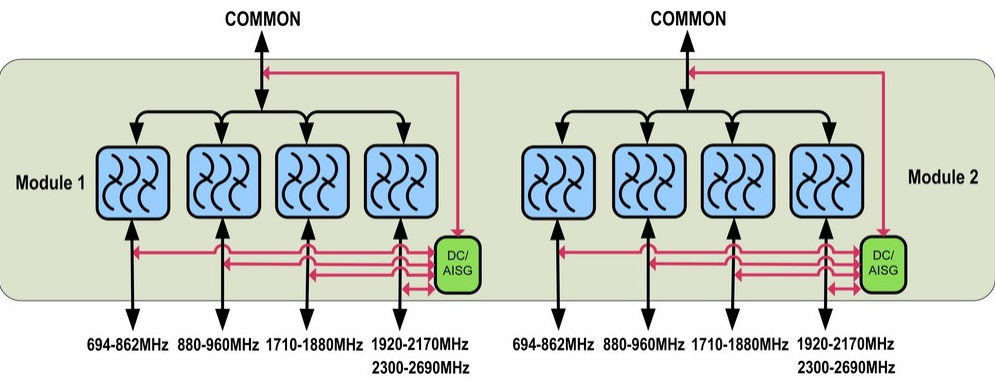 COMMON COMMON
Module 1 Module 2
DC/ DC/
AISG AISG
694-862MHz 880-960MHz 1710-1880MHz 1920-2170MHz 694-862MHz 880-960MHz 1710-1880MHz 1920-2170MHz
2300-2690MHz 2300-2690MHz